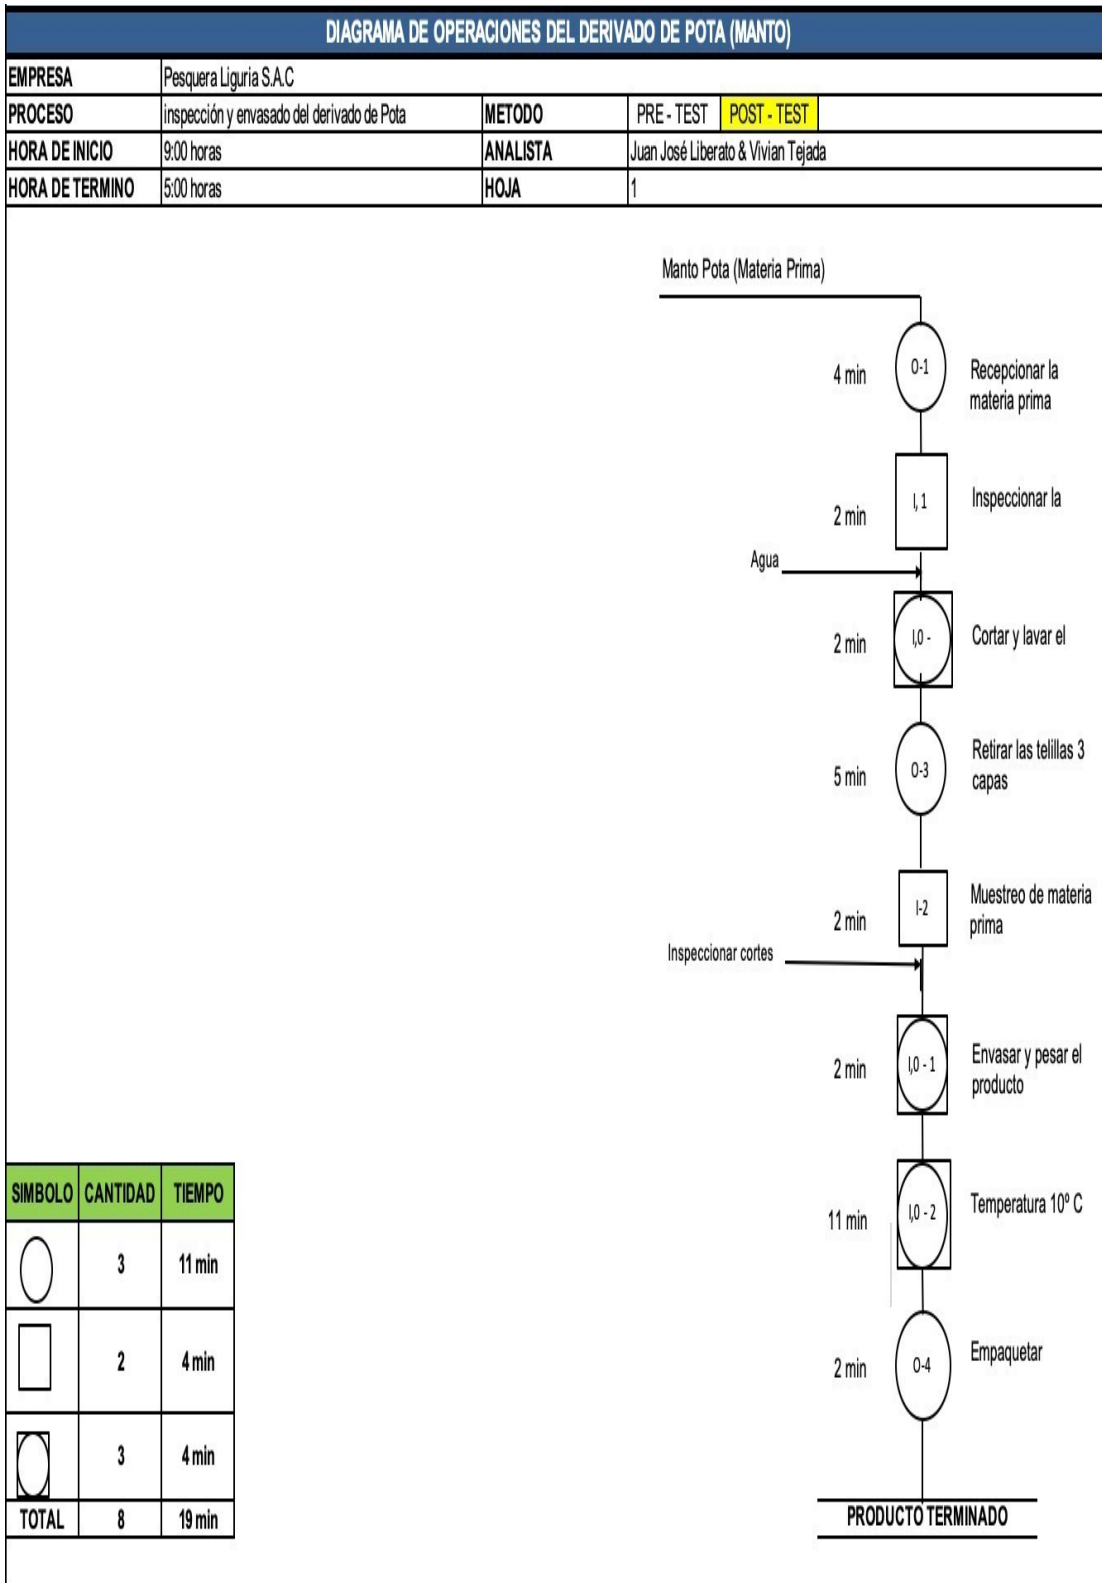 DIAGRAMA DE OPERACIONES DEL DERIVADO DE POTA (MANTO)
EMPRESA Pesquera Liguria S.A.C
PROCESO inspección y envasado del derivado de Pota METODO PRE - TEST POST - TEST
HORA DE INICIO 9:00 horas ANALISTA Juan José Liberato & Vivian Tejada
HORA DE TERMINO 5:00 horas HOJA 1
Manto Pota (Materia Prima)
4 min O-1 Recepcionar la
materia prima
2 min I, 1 Inspeccionar la
Agua
2 min I,0 - Cortar y lavar el
5 min O-3 Retirar las telillas 3
capas
2 min I-2 Muestreo de materia
prima
Inspeccionar cortes
2 min I,0 - 1 Envasar y pesar el
producto
11 min I,0 - 2 Temperatura 10º C
2 min O-4 Empaquetar
PRODUCTO TERMINADO
SIMBOLO CANTIDAD TIEMPO
3 11 min
2 4 min
3 4 min
TOTAL 8 19 min